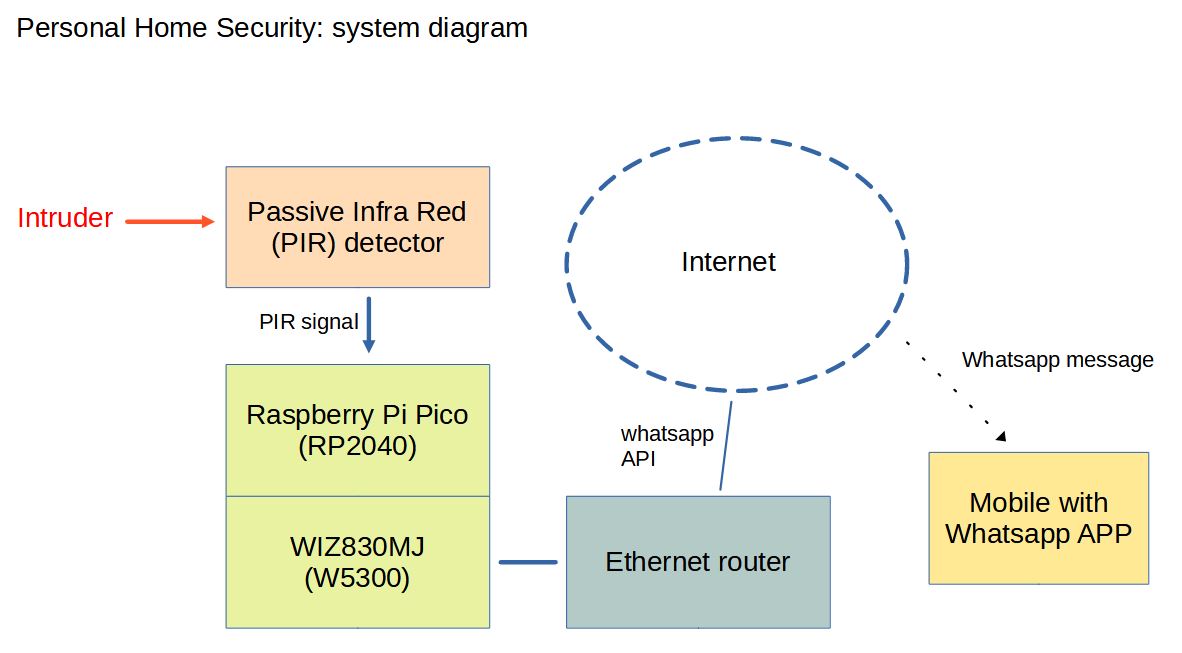 Personal Home Security: system diagram
Intruder
Passive Infra Red
(PIR) detector
PIR signal
Raspberry Pi Pico
(RP2040)
WIZ830MJ
(W5300)
Internet
whatsapp
API
Ethernet router
Whatsapp message
Mobile with
Whatsapp APP